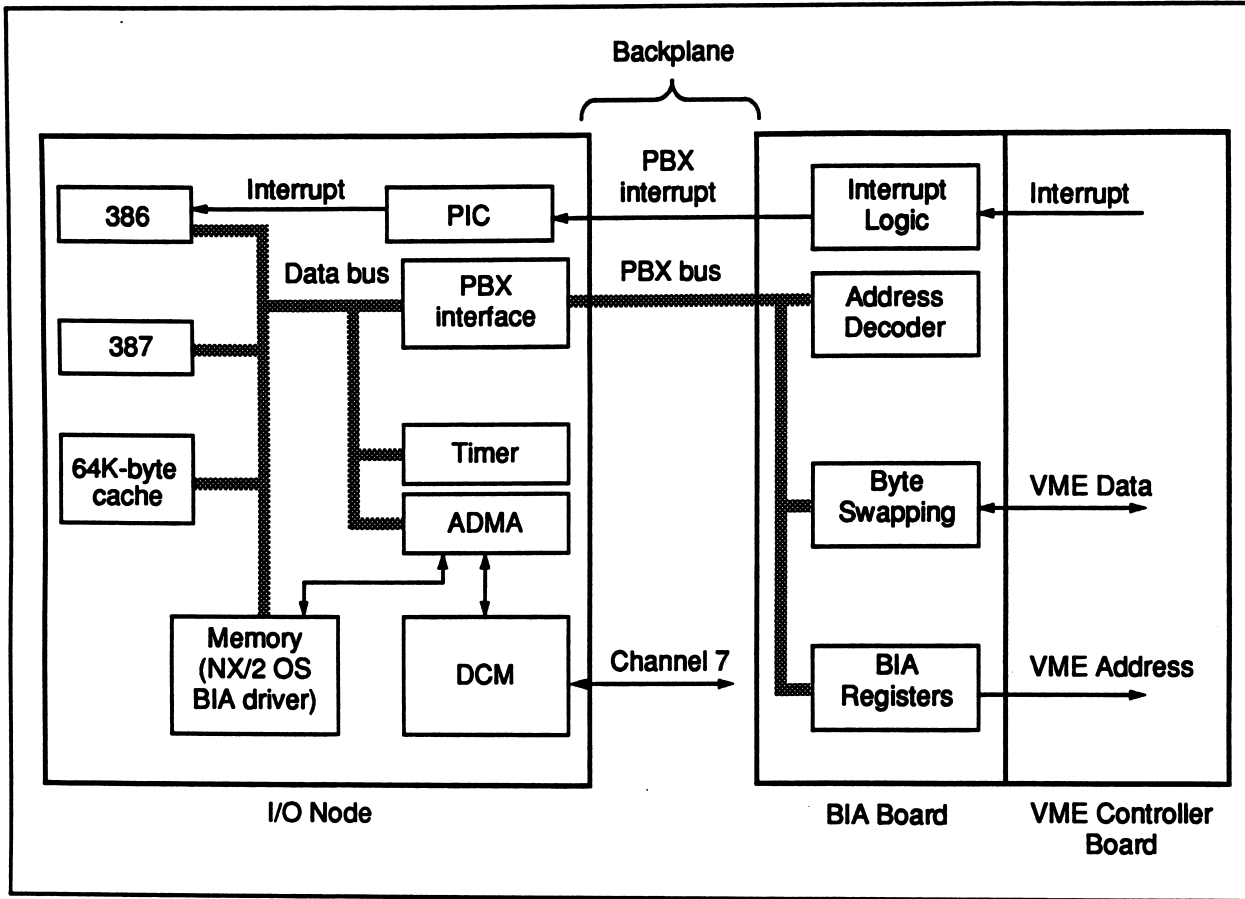 Backplane
PBX
interrupt
Interrupt
386
PIC
Interrupt
Logic
Interrupt
Data bus
PBX
interface
PBX bus
Address
Decoder
387
64K-byte
cache
Timer
ADMA
Byte
Swapping
VME Data
Memory
(NX/2 OS
BIA driver)
DCM
Channel 7
BIA
Registers
VME Address
I/O Node
BIA Board
VME Controller
Board